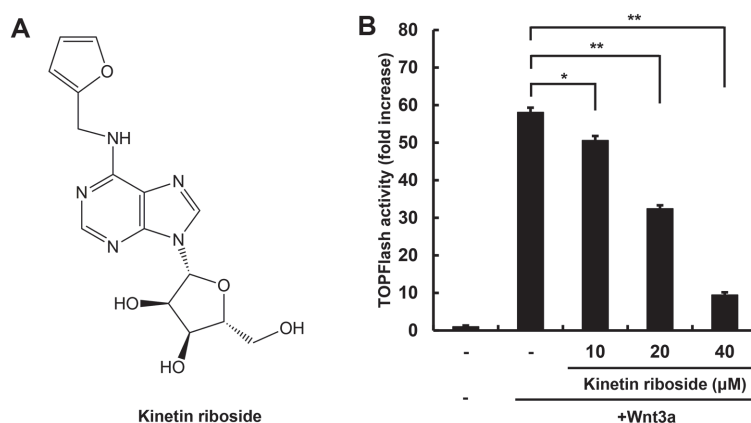 A
O
NH
N
N
N
N
O
HO
HO
OH
Kinetin riboside
B
TOPFlash activity (fold increase)
80
70
60
50
40
30
20
10
0
**
**
*
- - 10 20 40
Kinetin riboside (μM)
-
+Wnt3a